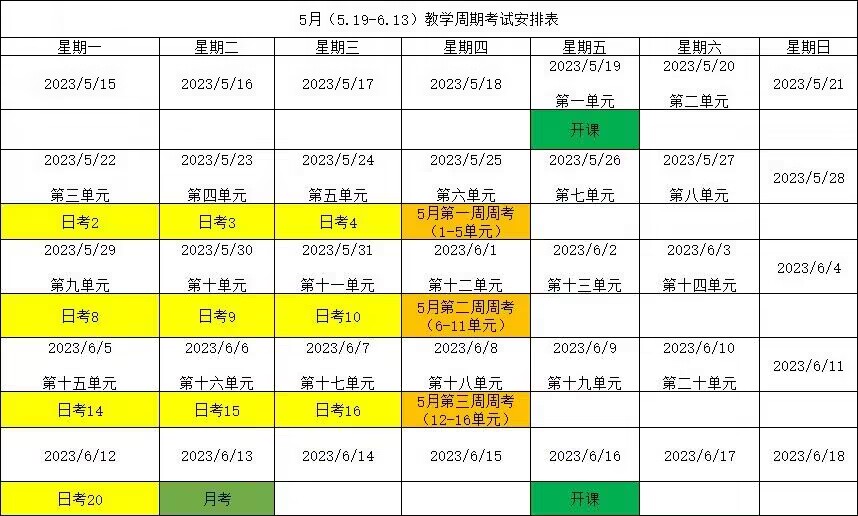 5月（5.19-6.13）教学周期考试安排表
星期一 星期二 星期三 星期四 星期五 星期六 星期日
2023/5/15 2023/5/16 2023/5/17 2023/5/18 2023/5/19 2023/5/20 2023/5/21
第一单元 第二单元
开课
2023/5/22 2023/5/23 2023/5/24 2023/5/25 2023/5/26 2023/5/27 2023/5/28
第三单元 第四单元 第五单元 第六单元 第七单元 第八单元
日考2 日考3 日考4 5月第一周周考
（1-5单元）
2023/5/29 2023/5/30 2023/5/31 2023/6/1 2023/6/2 2023/6/3 2023/6/4
第九单元 第十单元 第十一单元 第十二单元 第十三单元 第十四单元
日考8 日考9 日考10 5月第二周周考
（6-11单元）
2023/6/5 2023/6/6 2023/6/7 2023/6/8 2023/6/9 2023/6/10 2023/6/11
第十五单元 第十六单元 第十七单元 第十八单元 第十九单元 第二十单元
日考14 日考15 日考16 5月第三周周考
（12-16单元）
2023/6/12 2023/6/13 2023/6/14 2023/6/15 2023/6/16 2023/6/17 2023/6/18
日考20 月考 开课